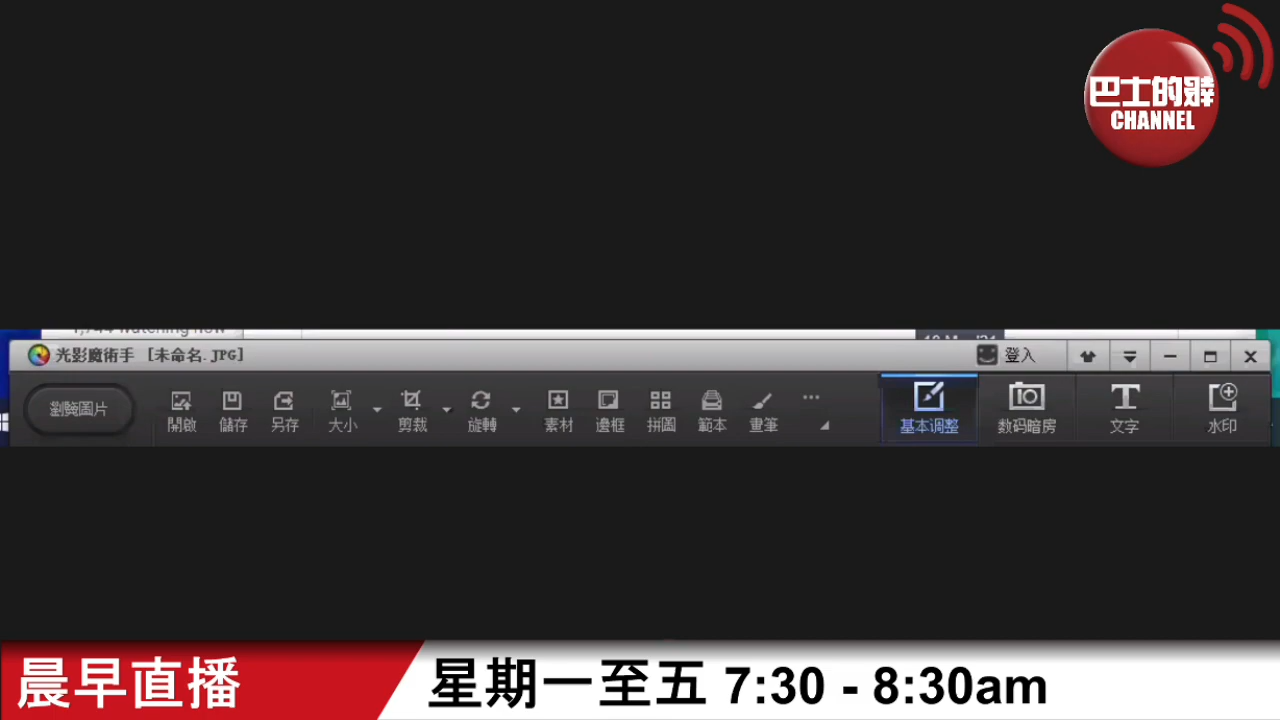 巴士的報
CHANNEL
光影魔術手 [未命名.JPG]
登入
瀏覽圖片
開啟
儲存
另存
大小
剪裁
旋轉
素材
邊框
拼圖
範本
畫筆
基本调整
数码暗房
文字
水印
晨早直播
星期一至五 7:30 - 8:30am